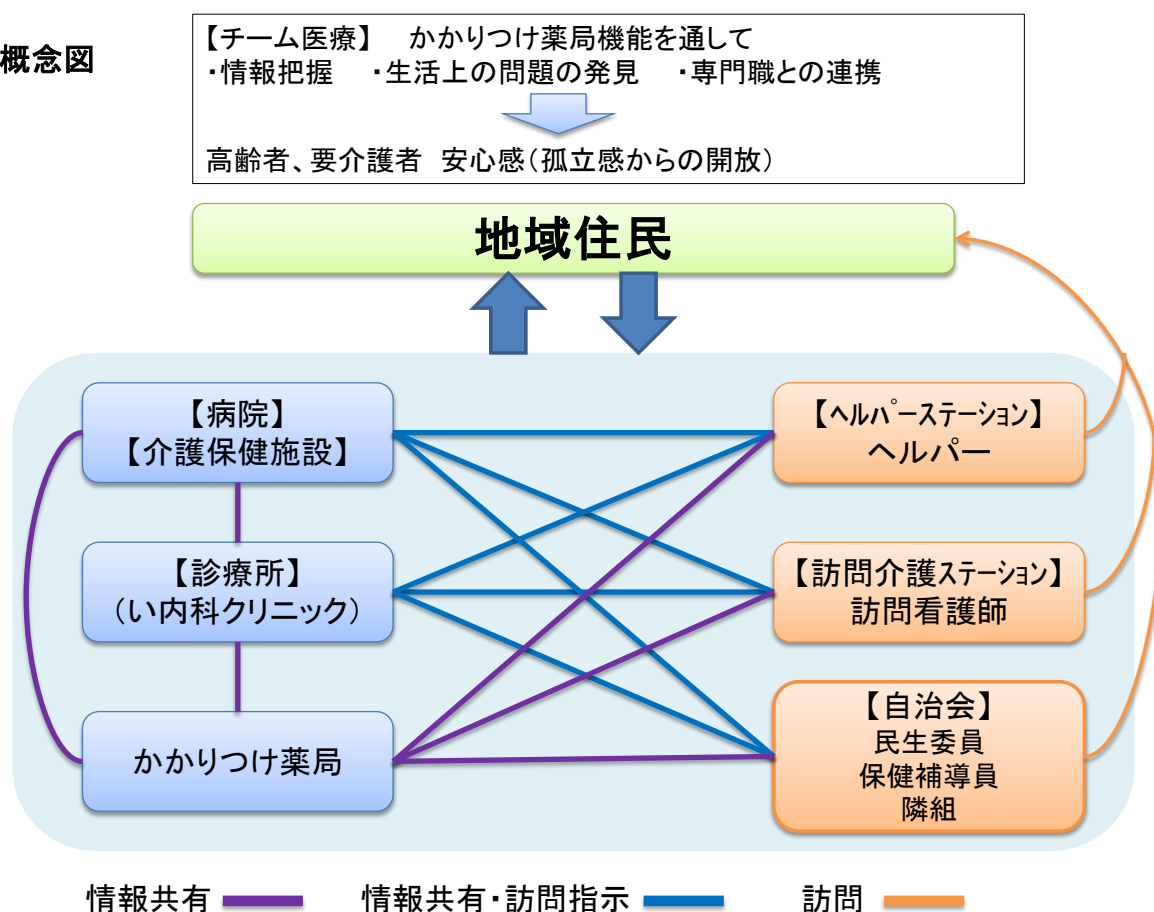 概念図
【チーム医療】 かかりつけ薬局機能を通して
・情報把握 ・生活上の問題の発見 ・専門職との連携
高齢者、要介護者 安心感(孤立感からの開放)
地域住民
【病院】
【介護保健施設】
【診療所】
(い内科クリニック)
かかりつけ薬局
【ヘルパーステーション】
ヘルパー
【訪問介護ステーション】
訪問看護師
【自治会】
民生委員
保健補導員
隣組
情報共有
情報共有・訪問指示
訪問